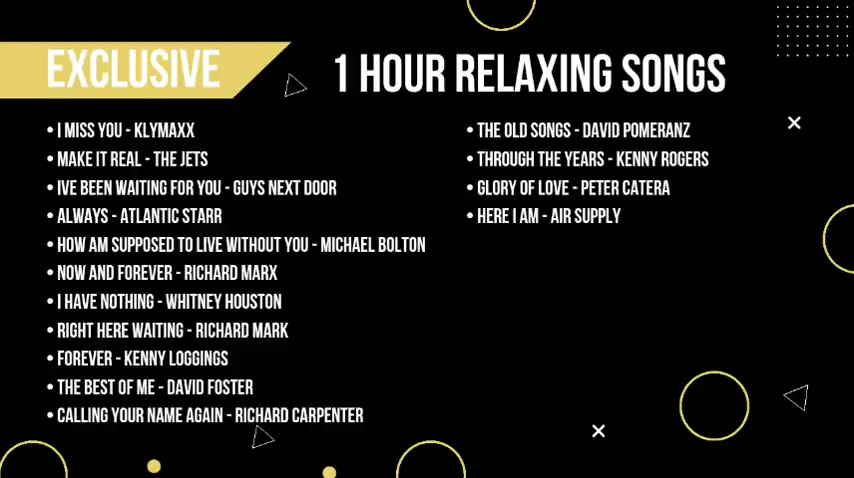 EXCLUSIVE
1 HOUR RELAXING SONGS
• I MISS YOU - KLYMAXX
• MAKE IT REAL - THE JETS
• IVE BEEN WAITING FOR YOU - GUYS NEXT DOOR
• ALWAYS - ATLANTIC STARR
• HOW AM SUPPOSED TO LIVE WITHOUT YOU - MICHAEL BOLTON
• NOW AND FOREVER - RICHARD MARX
• I HAVE NOTHING - WHITNEY HOUSTON
• RIGHT HERE WAITING - RICHARD MARK
• FOREVER - KENNY LOGGINGS
• THE BEST OF ME - DAVID FOSTER
• CALLING YOUR NAME AGAIN - RICHARD CARPENTER
• THE OLD SONGS - DAVID POMERANZ
• THROUGH THE YEARS - KENNY ROGERS
• GLORY OF LOVE - PETER CATERA
• HERE I AM - AIR SUPPLY